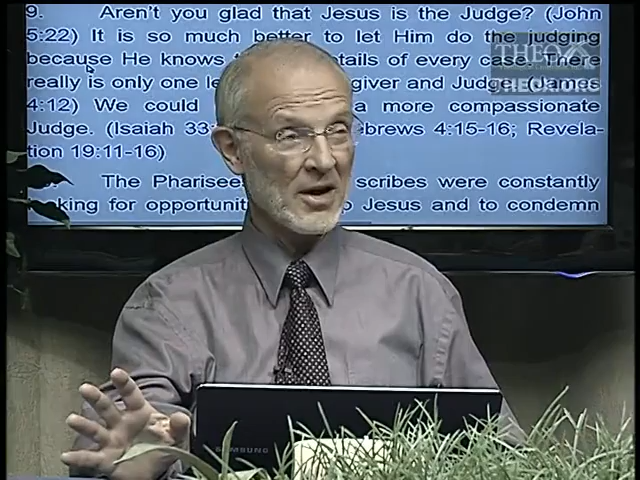 9. Aren't you glad that Jesus is the Judge? (John
5:22) It is so much better to let Him do the judging
because He knows details of every case. There
really is only one giver and Judge (James
4:12) We could a more compassionate
Judge. (Isaiah 33 ebrews 4:15-16; Revela-
tion 19:11-16)
The Pharisee scribes were constantly
king for opportunit Jesus and to condemn
THEO
SAMSUNG